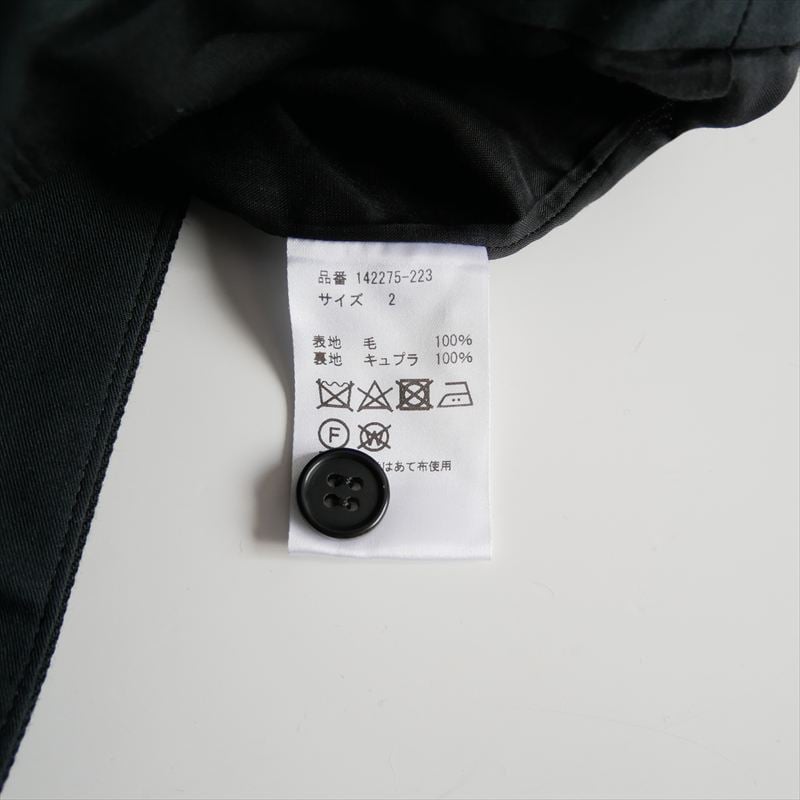 品番 142275-223
サイズ 2
表地 毛 100%
裏地 キュプラ 100%
F W
はあて布使用